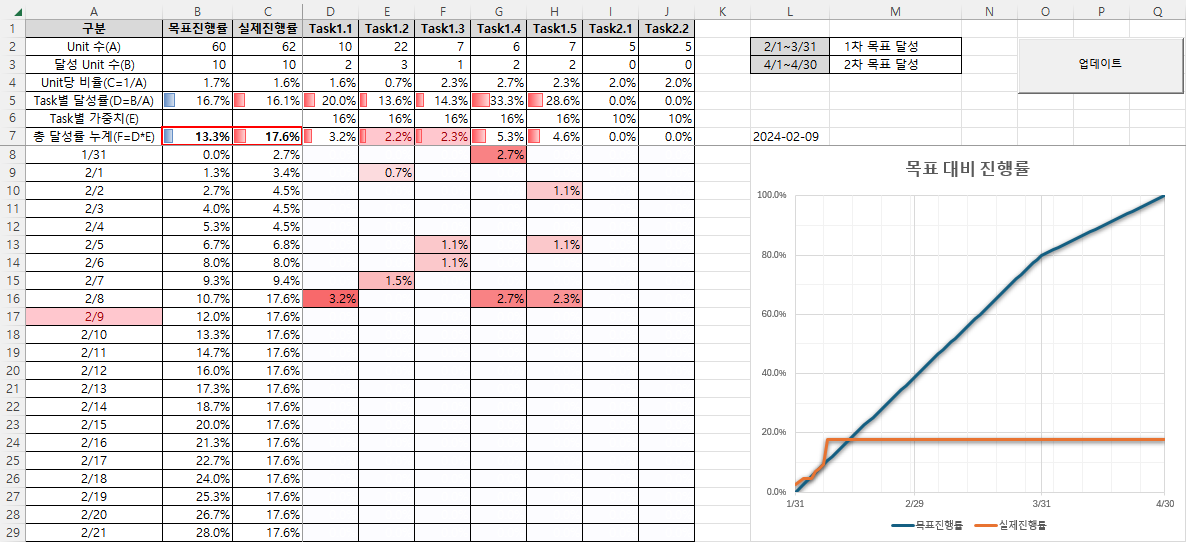 A B C D E F G H I J K L M N O P Q
1 구분 목표진행률 실제진행률 Task1.1 Task1.2 Task1.3 Task1.4 Task1.5 Task2.1 Task2.2
2 Unit 수(A) 60 62 10 22 7 6 7 5 5 2/1~3/31 1차 목표 달성
3 달성 Unit 수(B) 10 10 2 3 1 2 2 0 0 4/1~4/30 2차 목표 달성
업데이트
4 Unit당 비율(C=1/A) 1.7% 1.6% 1.6% 0.7% 2.3% 2.7% 2.3% 2.0% 2.0%
5 Task별 달성률(D=B/A) 16.7% 16.1% 20.0% 13.6% 14.3% 33.3% 28.6% 0.0% 0.0%
6 Task별 가중치(E) 16% 16% 16% 16% 16% 10% 10%
7 총 달성률 누계(F=D*E) 13.3% 17.6% 3.2% 2.2% 2.3% 5.3% 4.6% 0.0% 0.0% 2024-02-09
8 1/31 0.0% 2.7% 2.7%
9 2/1 1.3% 3.4% 0.7%
10 2/2 2.7% 4.5% 1.1%
11 2/3 4.0% 4.5%
12 2/4 5.3% 4.5%
13 2/5 6.7% 6.8% 1.1% 1.1%
14 2/6 8.0% 8.0% 1.1%
15 2/7 9.3% 9.4% 1.5%
16 2/8 10.7% 17.6% 3.2% 2.7% 2.3%
17 2/9 12.0% 17.6%
18 2/10 13.3% 17.6%
19 2/11 14.7% 17.6%
20 2/12 16.0% 17.6%
21 2/13 17.3% 17.6%
22 2/14 18.7% 17.6%
23 2/15 20.0% 17.6%
24 2/16 21.3% 17.6%
25 2/17 22.7% 17.6%
26 2/18 24.0% 17.6%
27 2/19 25.3% 17.6%
28 2/20 26.7% 17.6%
29 2/21 28.0% 17.6%
목표 대비 진행률
100.0%
80.0%
60.0%
40.0%
20.0%
0.0%
1/31 2/29 3/31 4/30
목표진행률 실제진행률